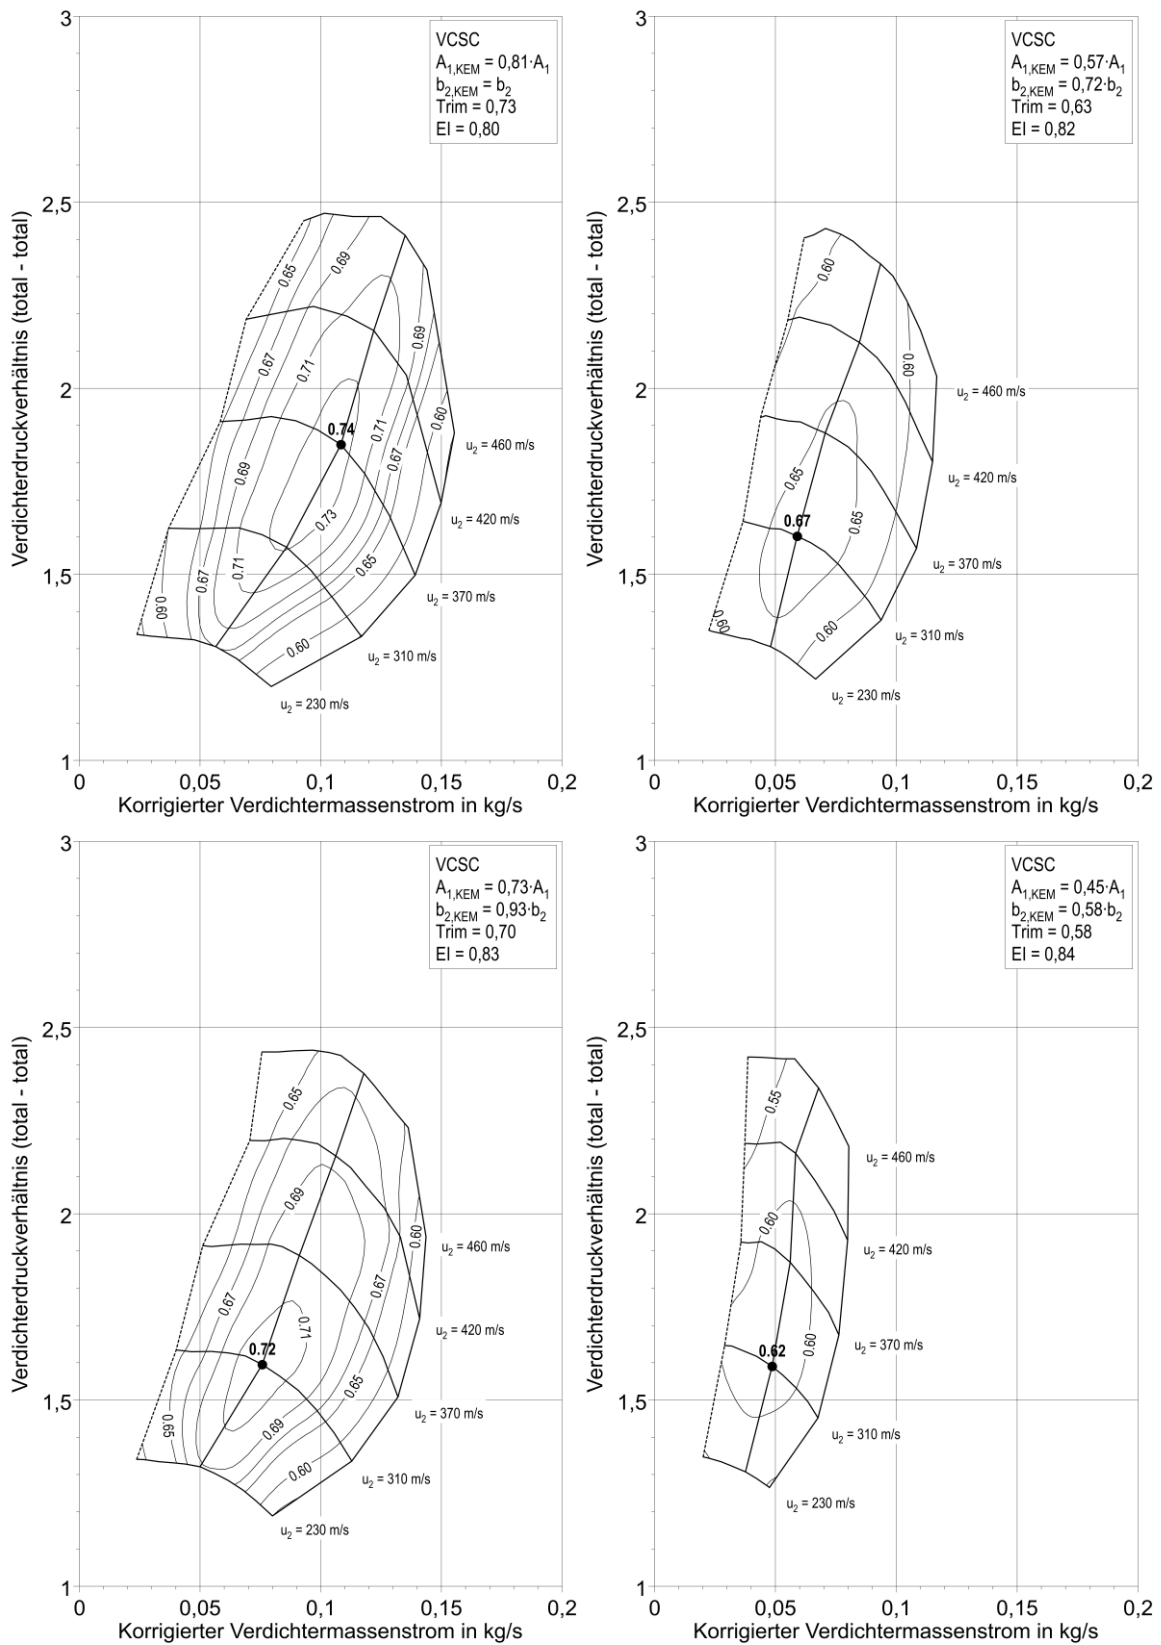 3
VCSC
A1,KEM = 0,81·A1
b2,KEM = b2
Trim = 0,73
EI = 0,80
2,5
2
1,5
1
Verdichterdruckverhältnis (total - total)
0.65
0.69
0.67
0.71
0.69
0.74
0.71
0.60
0.69
0.67
0.73
0.71
0.65
0.67
0.60
0.60
u2 = 460 m/s
u2 = 420 m/s
u2 = 370 m/s
u2 = 310 m/s
u2 = 230 m/s
0
0,05
0,1
0,15
0,2
Korrigierter Verdichtermassenstrom in kg/s
3
VCSC
A1,KEM = 0,57·A1
b2,KEM = 0,72·b2
Trim = 0,63
EI = 0,82
2,5
2
1,5
1
Verdichterdruckverhältnis (total - total)
0.60
0.60
0.65
0.65
0.67
0.60
0.60
u2 = 460 m/s
u2 = 420 m/s
u2 = 370 m/s
u2 = 310 m/s
u2 = 230 m/s
0
0,05
0,1
0,15
0,2
Korrigierter Verdichtermassenstrom in kg/s
3
VCSC
A1,KEM = 0,73·A1
b2,KEM = 0,93·b2
Trim = 0,70
EI = 0,83
2,5
2
1,5
1
Verdichterdruckverhältnis (total - total)
0.65
0.69
0.60
0.67
0.67
0.71
0.72
0.65
0.65
0.69
0.60
u2 = 460 m/s
u2 = 420 m/s
u2 = 370 m/s
u2 = 310 m/s
u2 = 230 m/s
0
0,05
0,1
0,15
0,2
Korrigierter Verdichtermassenstrom in kg/s
3
VCSC
A1,KEM = 0,45·A1
b2,KEM = 0,58·b2
Trim = 0,58
EI = 0,84
2,5
2
1,5
1
Verdichterdruckverhältnis (total - total)
0.55
0.60
0.60
0.62
u2 = 460 m/s
u2 = 420 m/s
u2 = 370 m/s
u2 = 310 m/s
u2 = 230 m/s
0
0,05
0,1
0,15
0,2
Korrigierter Verdichtermassenstrom in kg/s